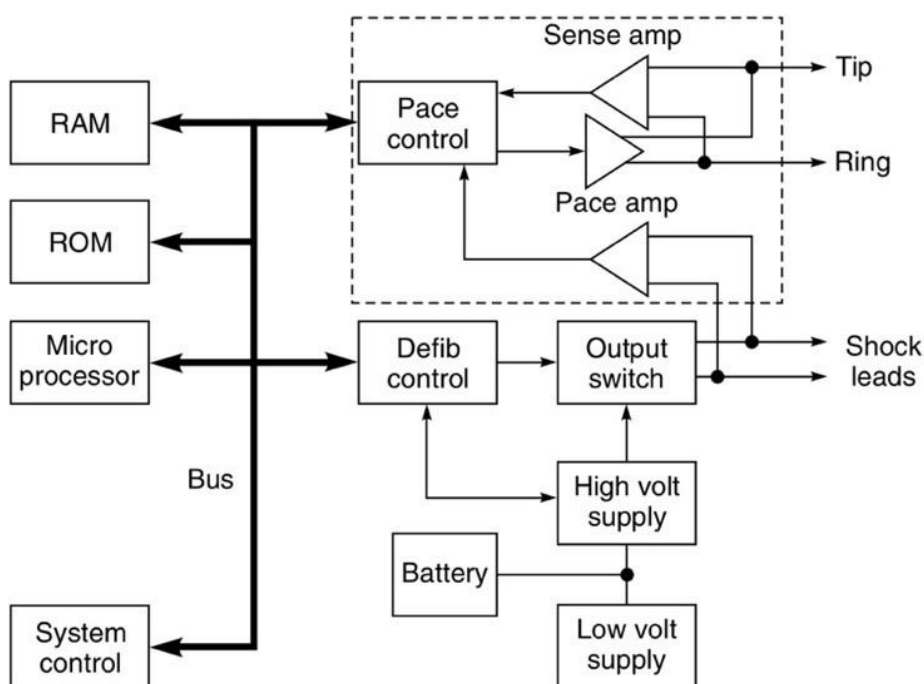 Sense amp
Tip
RAM
Pace
control
Ring
Pace amp
ROM
Micro
processor
Defib
control
Output
switch
Shock
leads
Bus
High volt
supply
Battery
System
control
Low volt
supply